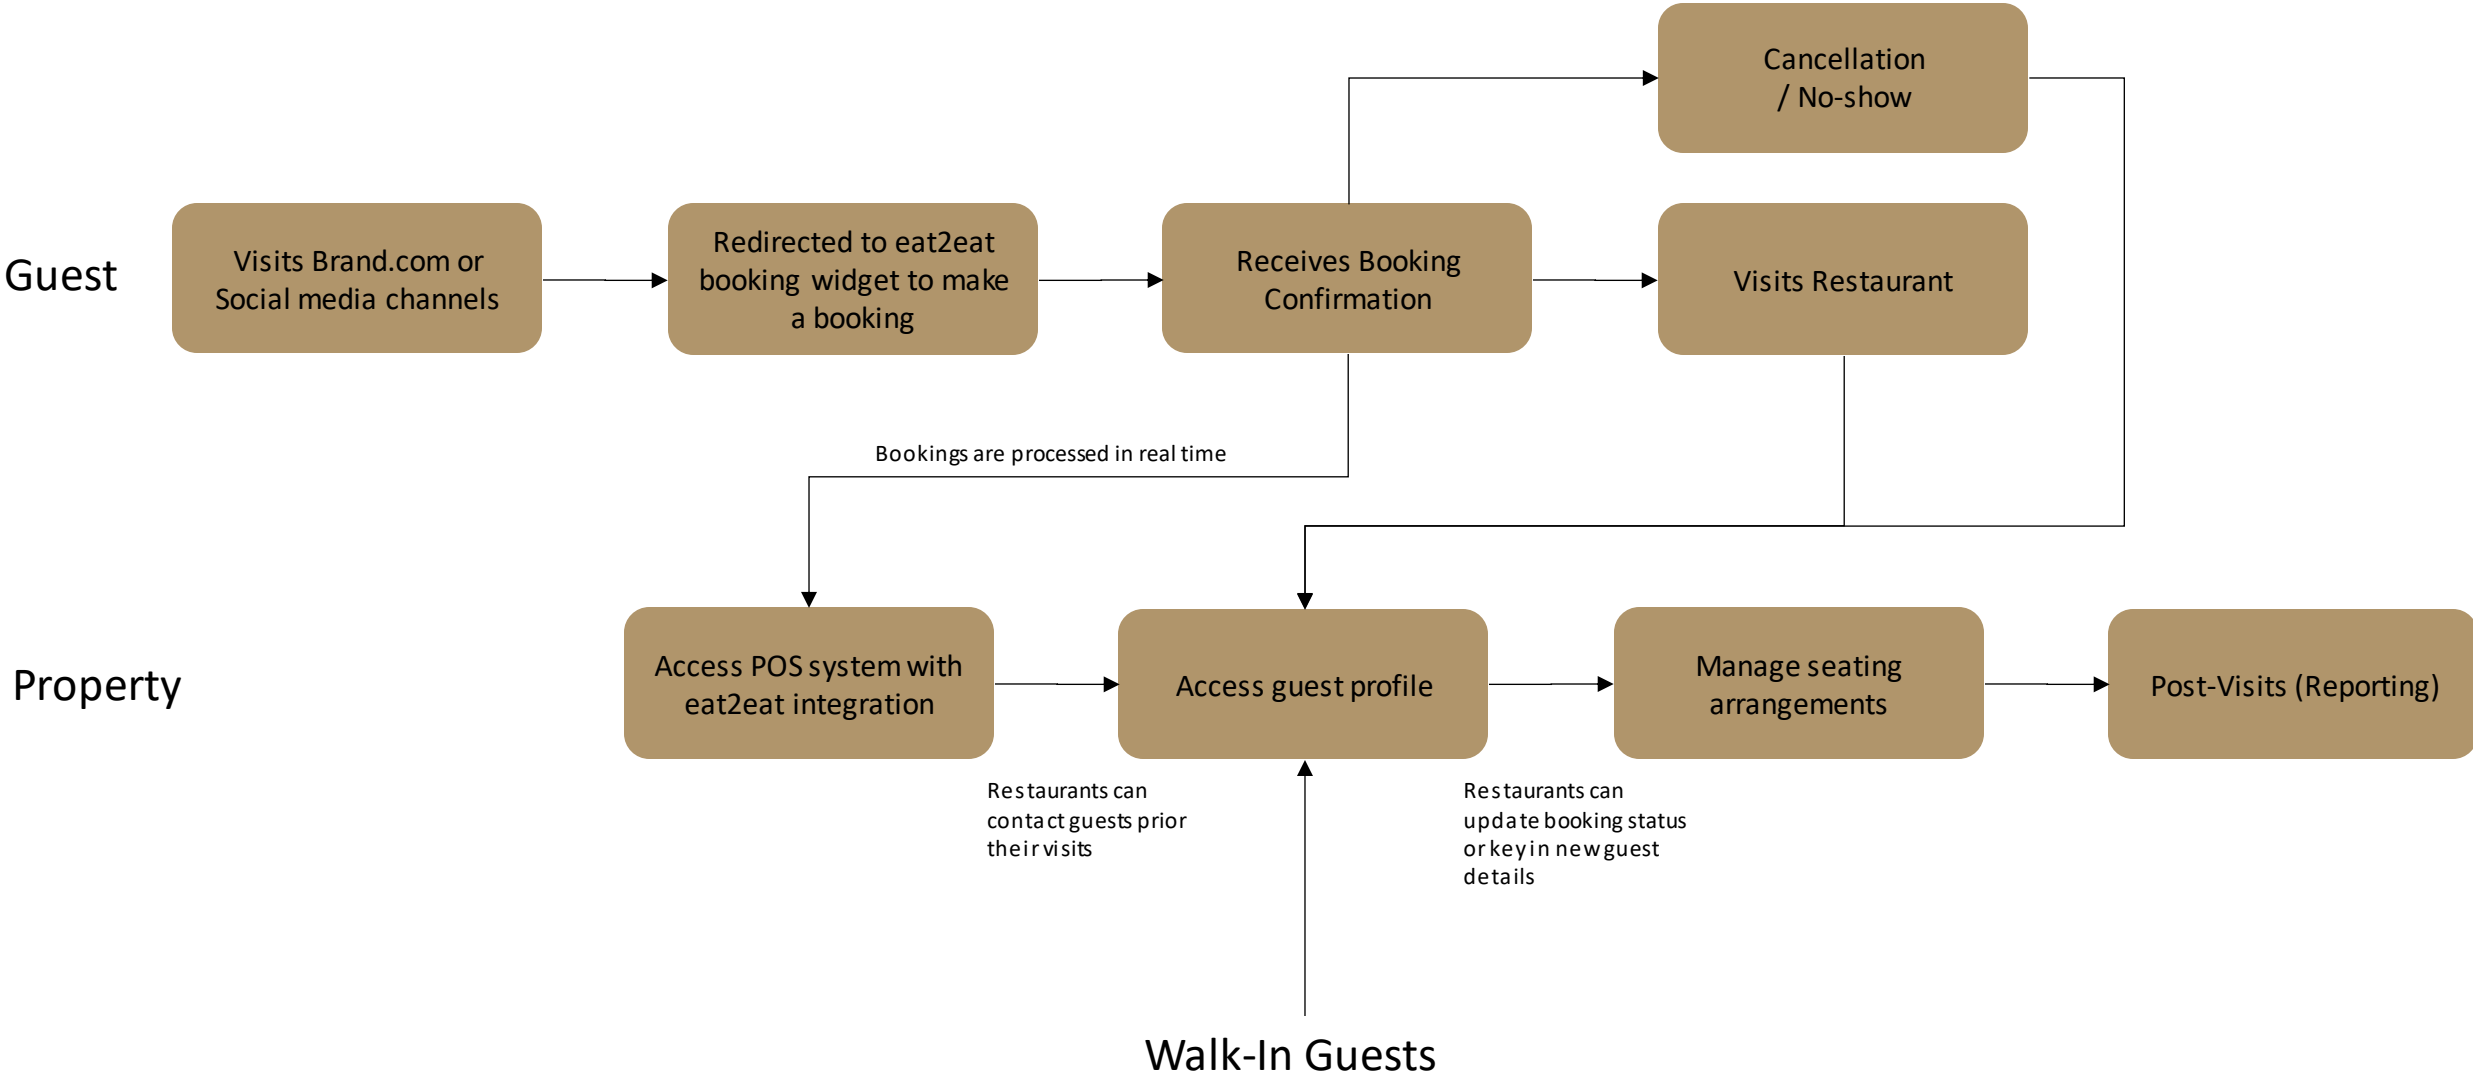 Cancellation
/ No-show
Guest
Visits Brand.com or
Social media channels
Redirected to eat2eat
booking widget to make
a booking
Receives Booking
Confirmation
Visits Restaurant
Bookings are processed in real time
Property
Access POS system with
eat2eat integration
Access guest profile
Manage seating
arrangements
Post-Visits (Reporting)
Restaurants can
contact guests prior
their visits
Restaurants can
update booking status
or key in new guest
details
Walk-In Guests